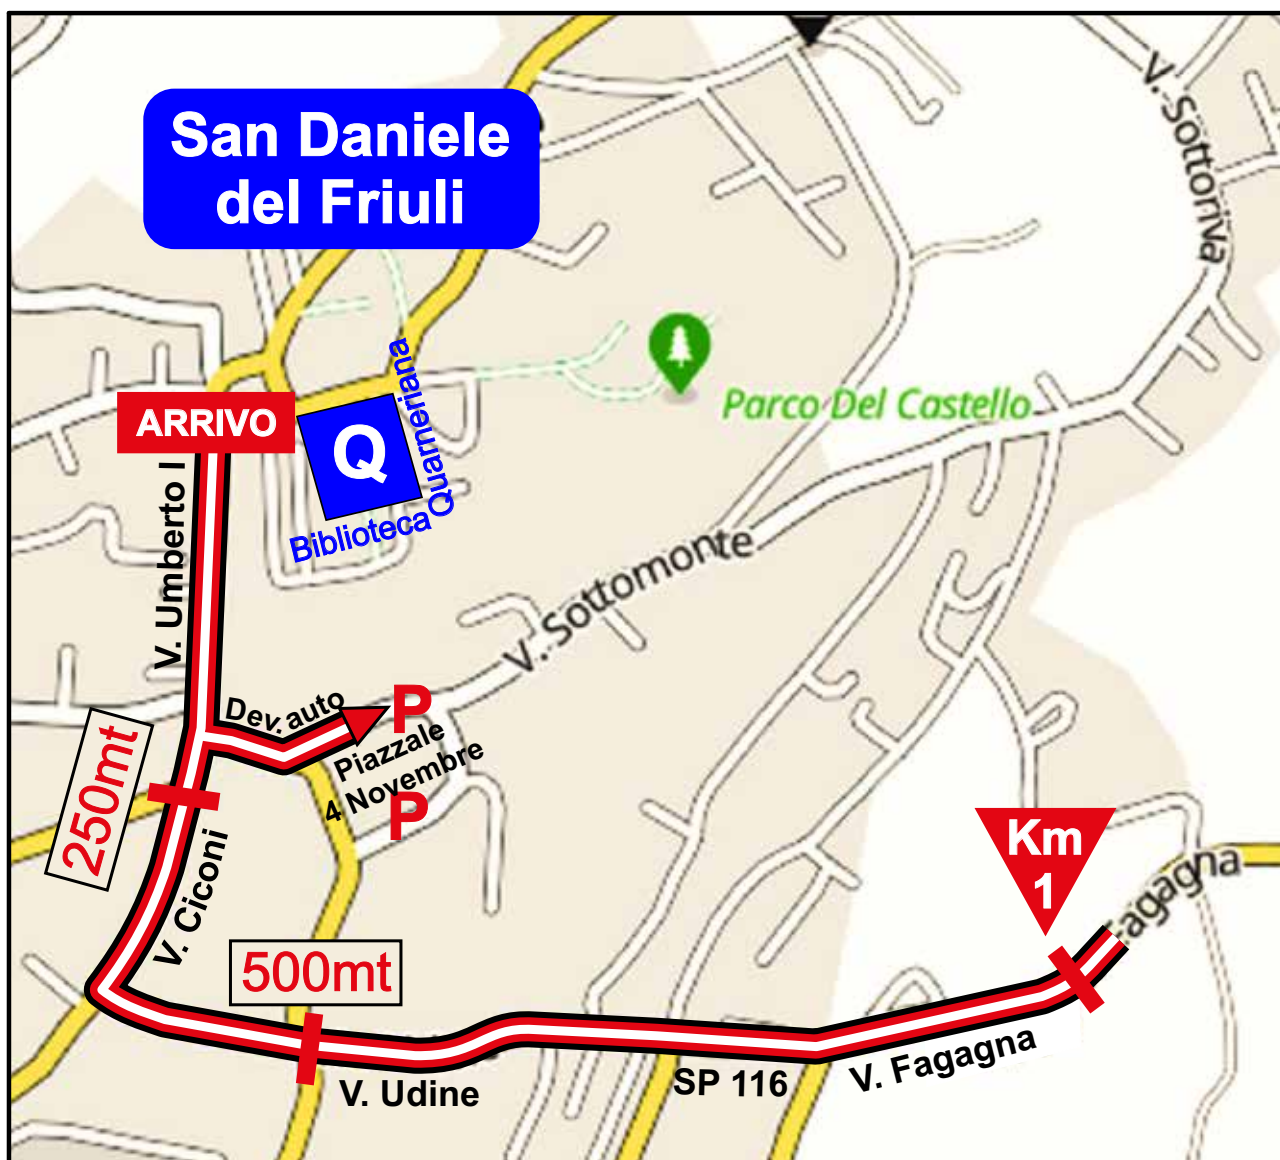 San Daniele
del Friuli
V. Sottoriva
Parco Del Castello
ARRIVO
Q
Quarneriana
Biblioteca
V. Umberto I
V. Sottomonte
Dev. auto
P
Piazzale
4 Novembre
P
250mt
Km
1
V. Ciconi
Fagagna
500mt
V. Fagagna
SP 116
V. Udine